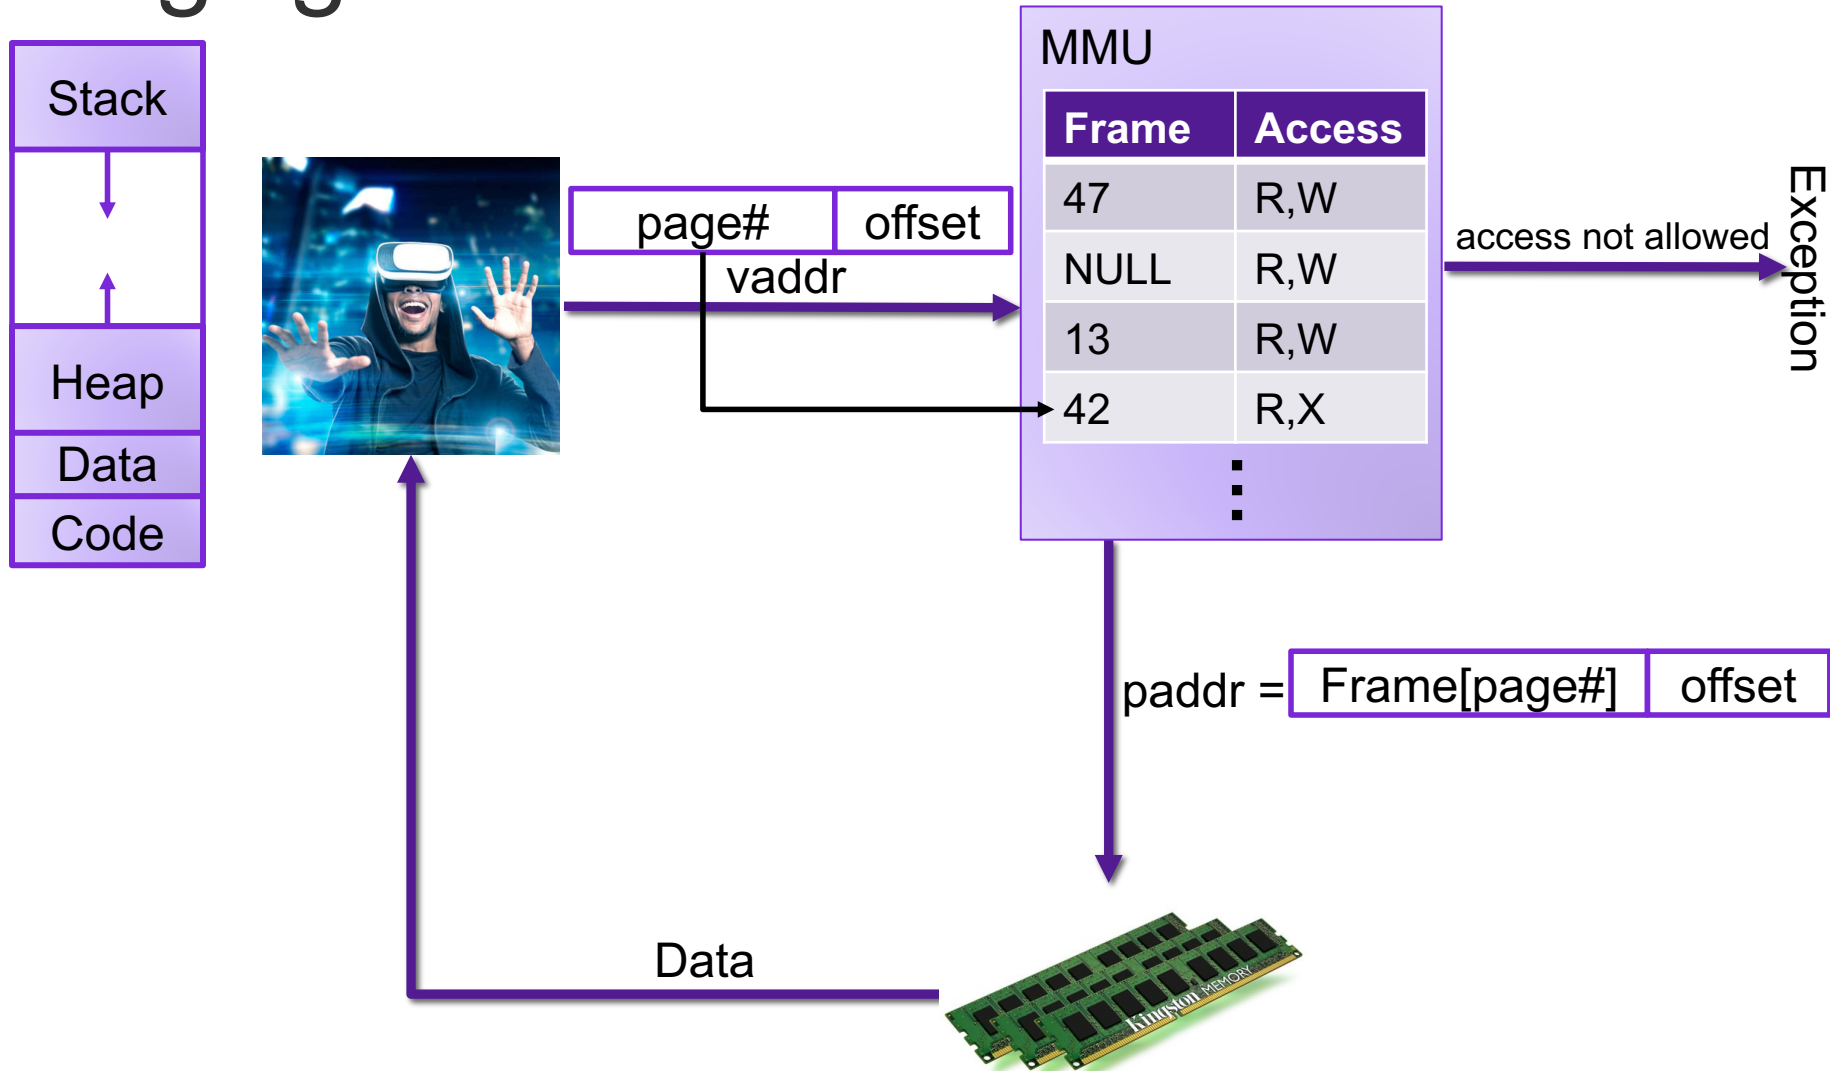 Stack
Heap
Data
Code
page# offset
vaddr
MMU
Frame Access
47 R,W
NULL R,W
13 R,W
42 R,X
access not allowed
Exception
paddr = Frame[page#] offset
Data
Kingston MEMORY